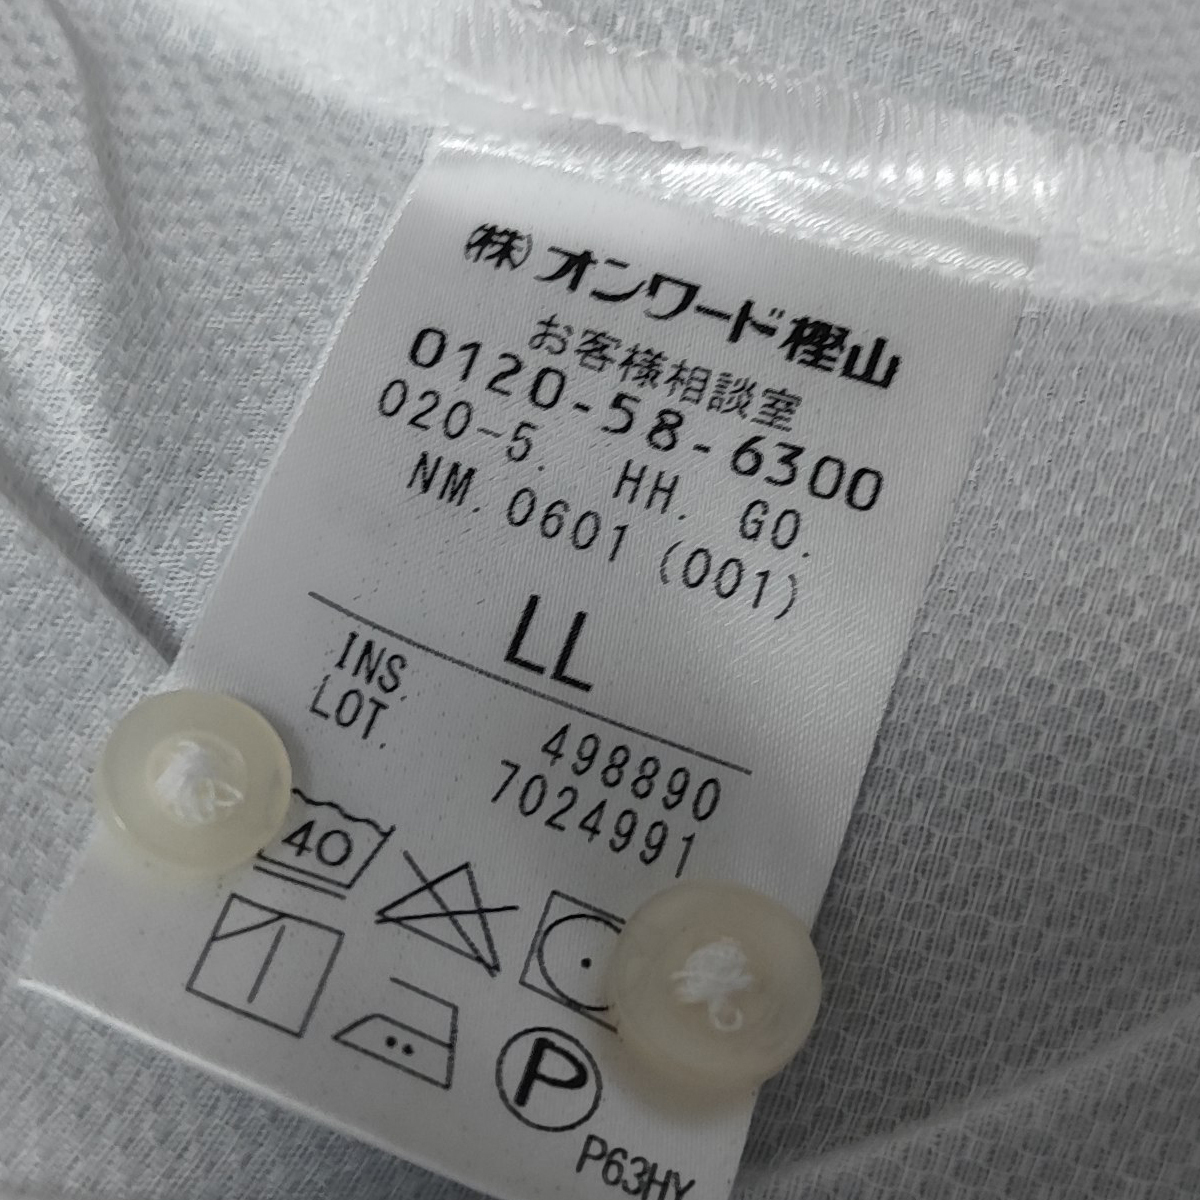 (株)オンワード樫山
お客様相談室
0120-58-6300
020-5. HH. GO.
NM. 0601 (001)
LL
INS. 498890
LOT. 7024991
40
P
P63HY